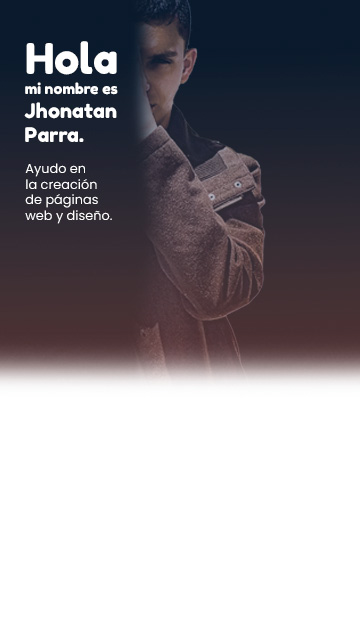 Hola
mi nombre es
Jhonatan
Parra.
Ayudo en
la creación
de páginas
web y diseño.